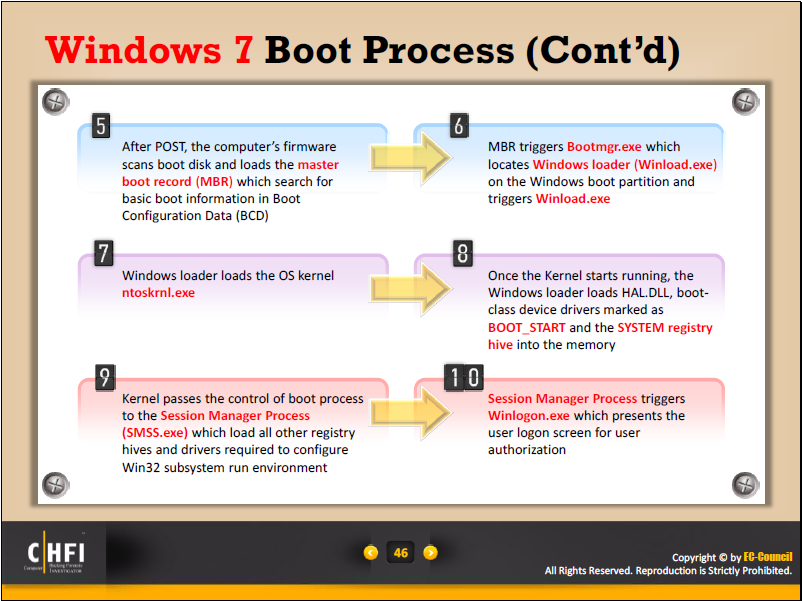 Windows 7 Boot Process (Cont'd)
5
After POST, the computer's firmware
scans boot disk and loads the master
boot record (MBR) which search for
basic boot information in Boot
Configuration Data (BCD)
6
MBR triggers Bootmgr.exe which
locates Windows loader (Winload.exe)
on the Windows boot partition and
triggers Winload.exe
7
Windows loader loads the OS kernel
ntoskrnl.exe
8
Once the Kernel starts running, the
Windows loader loads HAL.DLL, boot-
class device drivers marked as
BOOT_START and the SYSTEM registry
hive into the memory
9
Kernel passes the control of boot process
to the Session Manager Process
(SMSS.exe) which load all other registry
hives and drivers required to configure
Win32 subsystem run environment
10
Session Manager Process triggers
Winlogon.exe which presents the
user logon screen for user
authorization
CHFI
Computer Hacking Forensic
INVESTIGATOR
46
Copyright © by EC-Council
All Rights Reserved. Reproduction is Strictly Prohibited.